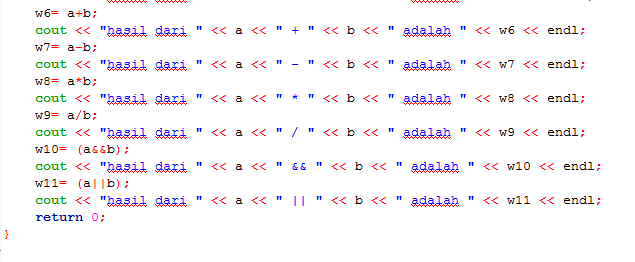 w6= a+b;
cout << "hasil dari " << a << " + " << b << " adalah " << w6 << endl;
w7= a-b;
cout << "hasil dari " << a << " - " << b << " adalah " << w7 << endl;
w8= a*b;
cout << "hasil dari " << a << " * " << b << " adalah " << w8 << endl;
w9= a/b;
cout << "hasil dari " << a << " / " << b << " adalah " << w9 << endl;
w10= (a&&b);
cout << "hasil dari " << a << " && " << b << " adalah " << w10 << endl;
w11= (a||b);
cout << "hasil dari " << a << " || " << b << " adalah " << w11 << endl;
return 0;
}